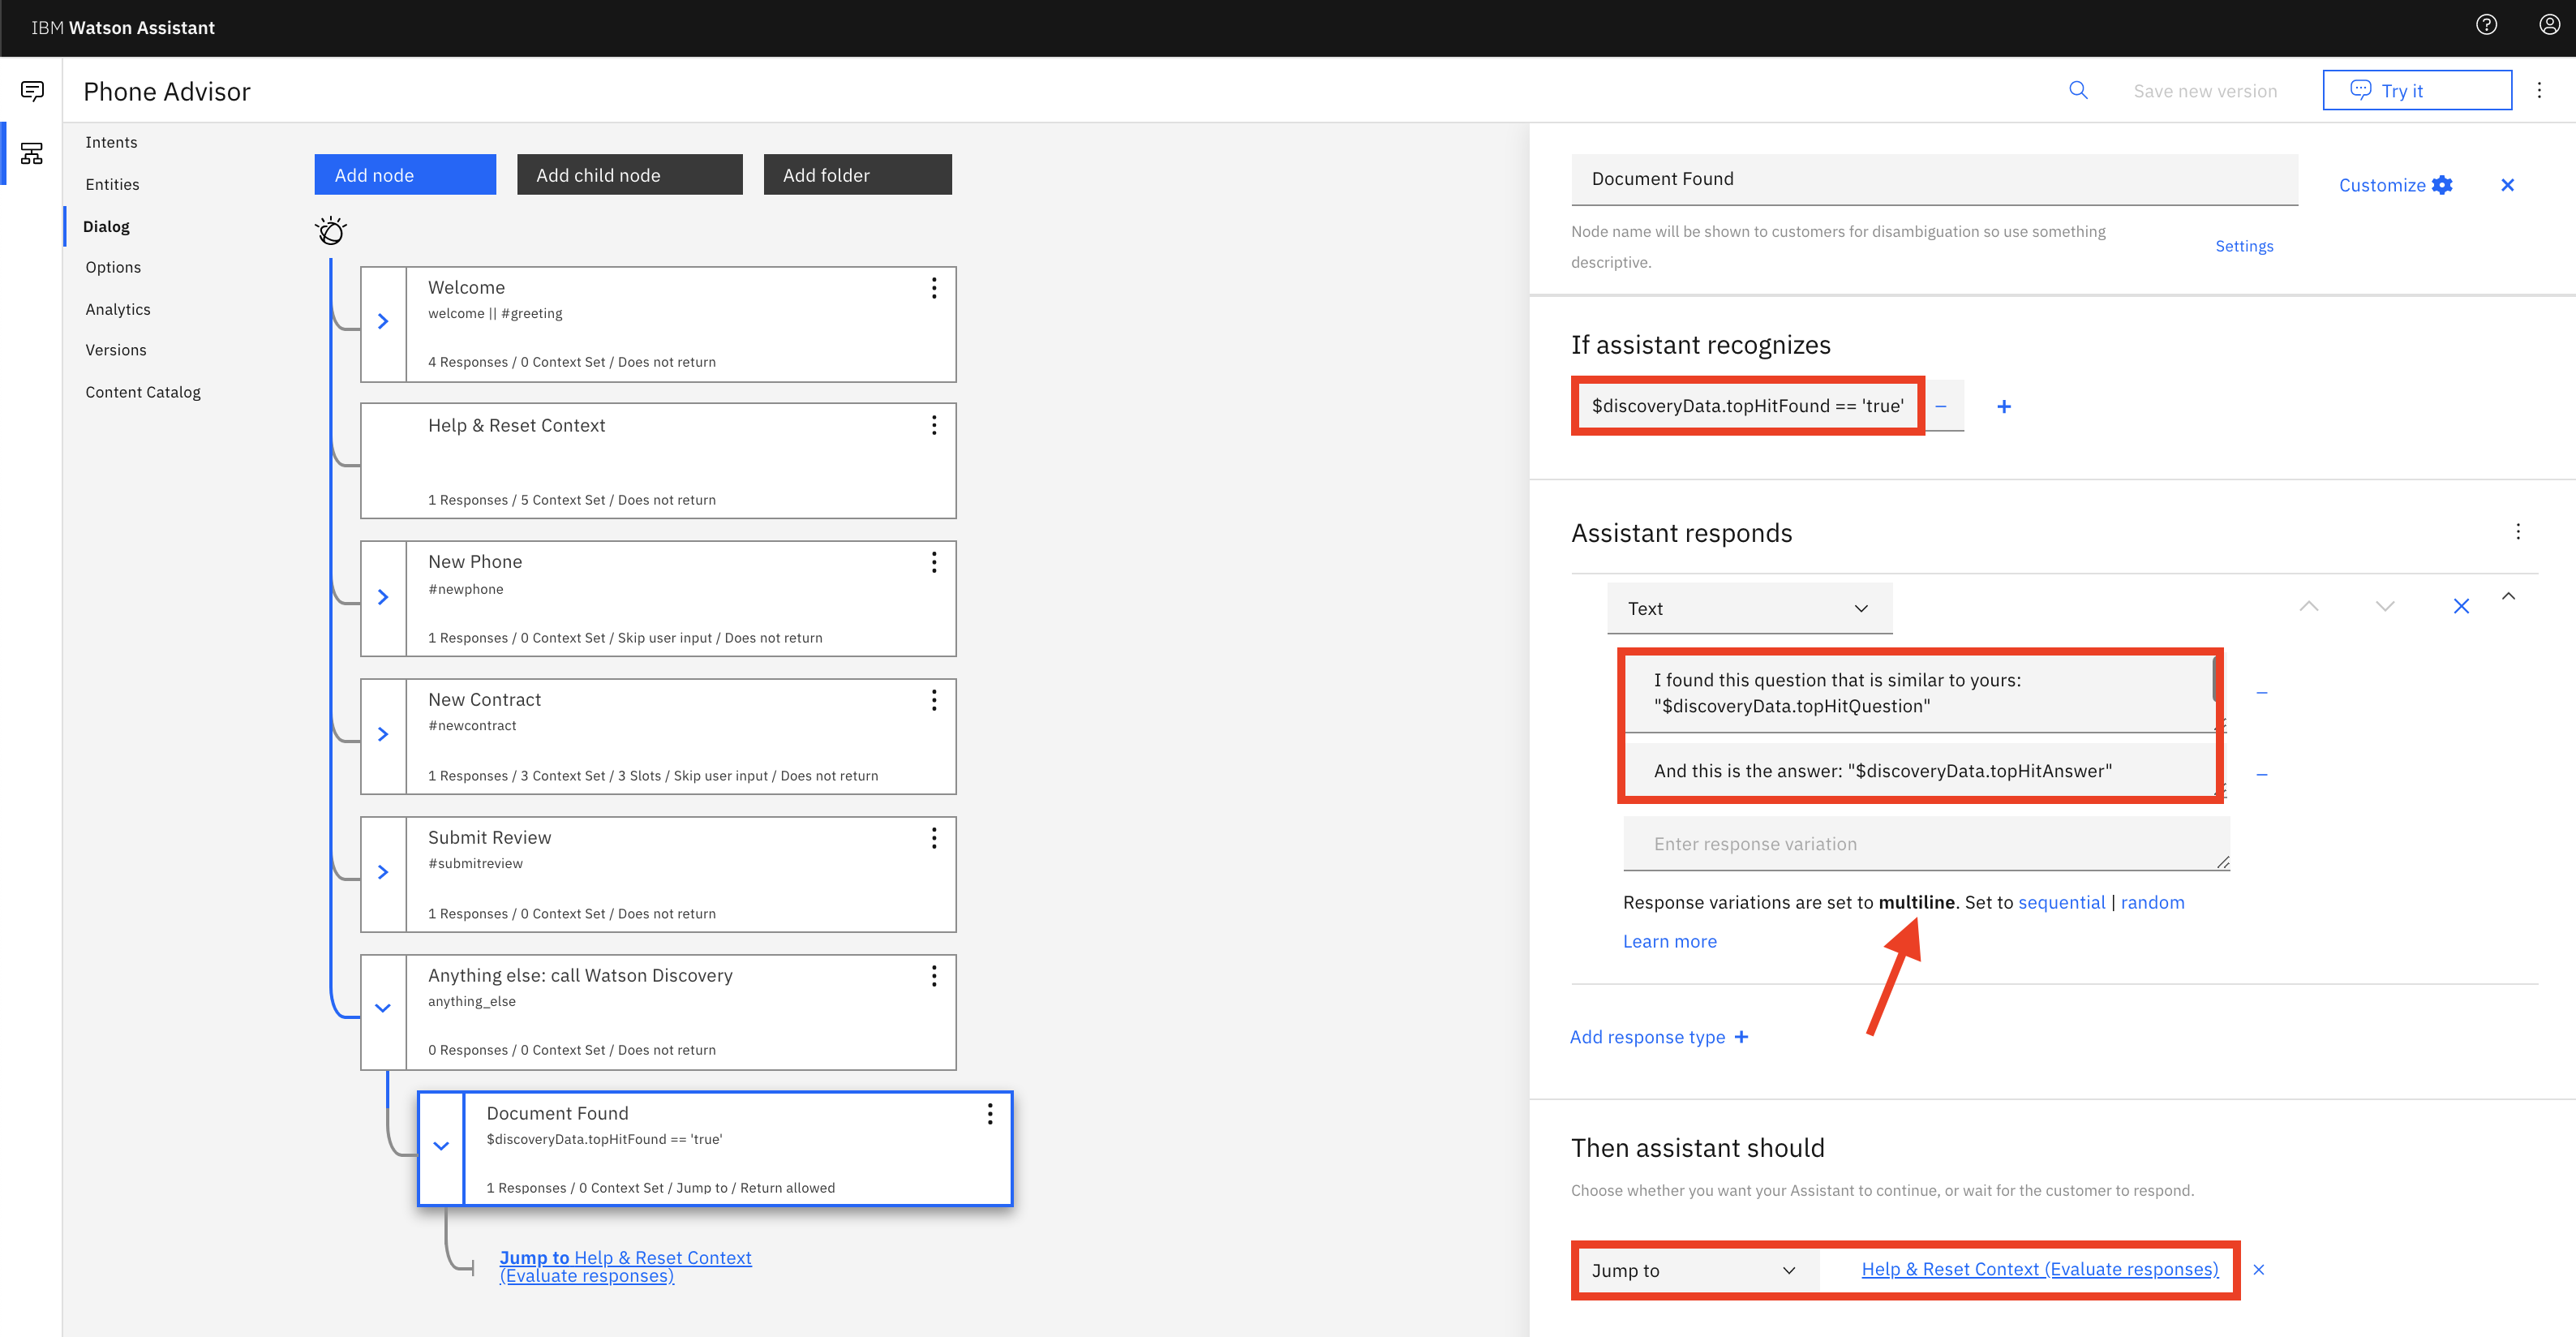 IBM Watson Assistant
Phone Advisor
Save new version
Try it
Intents
Entities
Dialog
Options
Analytics
Versions
Content Catalog
Add node
Add child node
Add folder
Welcome
welcome || #greeting
4 Responses / 0 Context Set / Does not return
Help & Reset Context
1 Responses / 5 Context Set / Does not return
New Phone
#newphone
1 Responses / 0 Context Set / Skip user input / Does not return
New Contract
#newcontract
1 Responses / 3 Context Set / 3 Slots / Skip user input / Does not return
Submit Review
#submitreview
1 Responses / 0 Context Set / Does not return
Anything else: call Watson Discovery
anything_else
0 Responses / 0 Context Set / Does not return
Document Found
$discoveryData.topHitFound == 'true'
1 Responses / 0 Context Set / Jump to / Return allowed
Jump to Help & Reset Context
(Evaluate responses)
Document Found
Customize
Node name will be shown to customers for disambiguation so use something
descriptive.
Settings
If assistant recognizes
$discoveryData.topHitFound == 'true'
Assistant responds
Text
I found this question that is similar to yours:
"$discoveryData.topHitQuestion"
And this is the answer: "$discoveryData.topHitAnswer"
Enter response variation
Response variations are set to multiline. Set to sequential | random
Learn more
Add response type +
Then assistant should
Choose whether you want your Assistant to continue, or wait for the customer to respond.
Jump to
Help & Reset Context (Evaluate responses)